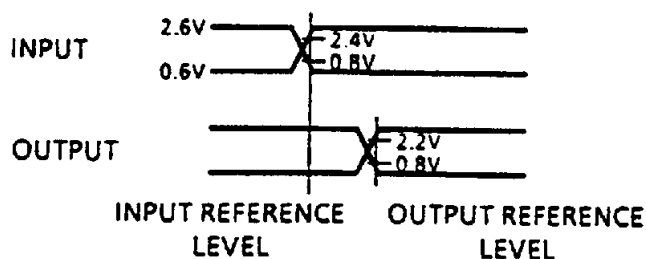 2.6V
INPUT
2.4V
0.8V
0.6V
OUTPUT
2.2V
0.8V
INPUT REFERENCE
LEVEL
OUTPUT REFERENCE
LEVEL